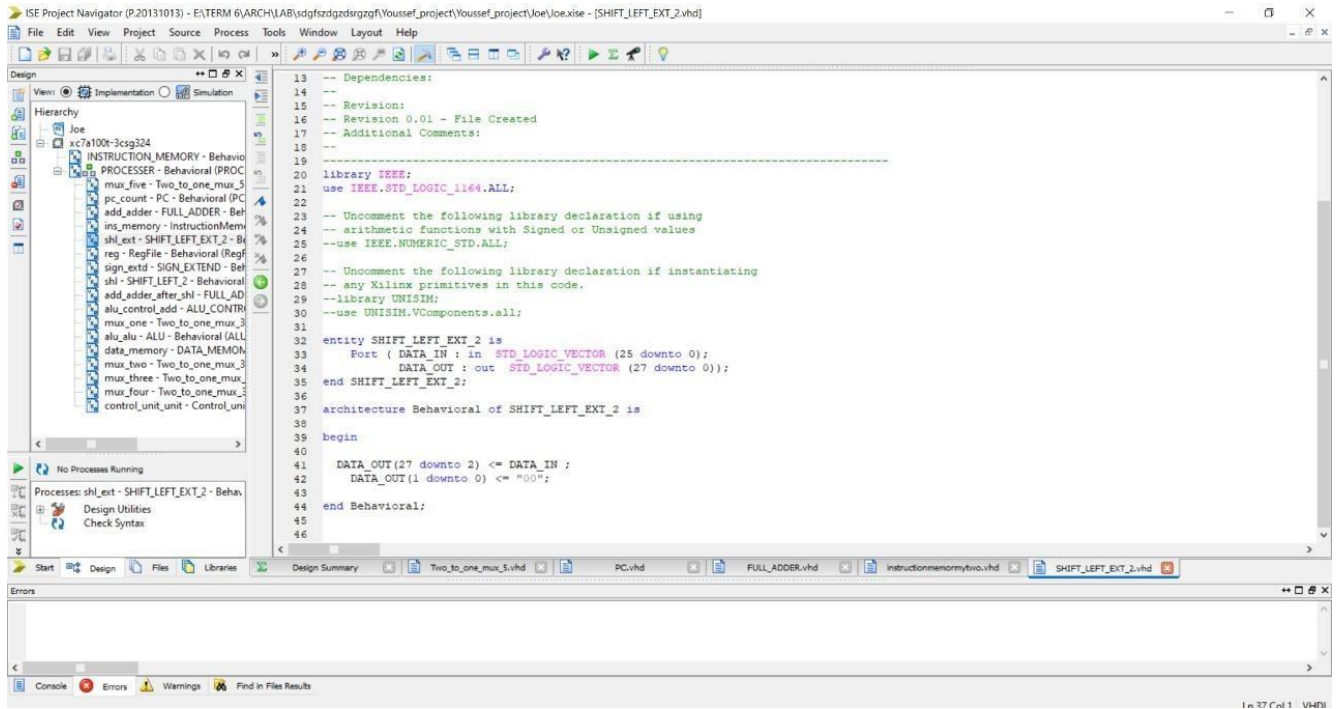 ISE Project Navigator (P.20131013) - E:\TERM 6\ARCH\LAB\sdgfszdgzdsrgzgf\Youssef_project\Youssef_project\Joe\Joe.xise - [SHIFT_LEFT_EXT_2.vhd]
File Edit View Project Source Process Tools Window Layout Help
Design
View: Implementation Simulation
Hierarchy
Joe
xc7a100t-3csg324
INSTRUCTION_MEMORY - Behavio
PROCESSER - Behavioral (PROC
mux_five - Two_to_one_mux_5
pc_count - PC - Behavioral (PC
add_adder - FULL_ADDER - Beh
ins_memory - InstructionMem
shl_ext - SHIFT_LEFT_EXT_2 - Be
reg - RegFile - Behavioral (RegF
sign_extd - SIGN_EXTEND - Beh
shl - SHIFT_LEFT_2 - Behavioral
add_adder_after_shl - FULL_AD
alu_control_add - ALU_CONTR
mux_one - Two_to_one_mux_3
alu_alu - ALU - Behavioral (ALU
data_memory - DATA_MEMOR
mux_two - Two_to_one_mux_3
mux_three - Two_to_one_mux_
mux_four - Two_to_one_mux_3
control_unit_unit - Control_uni
No Processes Running
Processes: shl_ext - SHIFT_LEFT_EXT_2 - Behav
Design Utilities
Check Syntax
Start Design Files Libraries
13 -- Dependencies:
14 --
15 -- Revision:
16 -- Revision 0.01 - File Created
17 -- Additional Comments:
18 --
19 ----------------------------------------------------------------------------------
20 library IEEE;
21 use IEEE.STD_LOGIC_1164.ALL;
22
23 -- Uncomment the following library declaration if using
24 -- arithmetic functions with Signed or Unsigned values
25 --use IEEE.NUMERIC_STD.ALL;
26
27 -- Uncomment the following library declaration if instantiating
28 -- any Xilinx primitives in this code.
29 --library UNISIM;
30 --use UNISIM.VComponents.all;
31
32 entity SHIFT_LEFT_EXT_2 is
33 Port ( DATA_IN : in STD_LOGIC_VECTOR (25 downto 0);
34 DATA_OUT : out STD_LOGIC_VECTOR (27 downto 0));
35 end SHIFT_LEFT_EXT_2;
36
37 architecture Behavioral of SHIFT_LEFT_EXT_2 is
38
39 begin
40
41 DATA_OUT(27 downto 2) <= DATA_IN ;
42 DATA_OUT(1 downto 0) <= "00";
43
44 end Behavioral;
45
46
Design Summary Two_to_one_mux_5.vhd PC.vhd FULL_ADDER.vhd instructionmemormytwo.vhd SHIFT_LEFT_EXT_2.vhd
Errors
Console Errors Warnings Find in Files Results
Ln 37 Col 1 VHDL